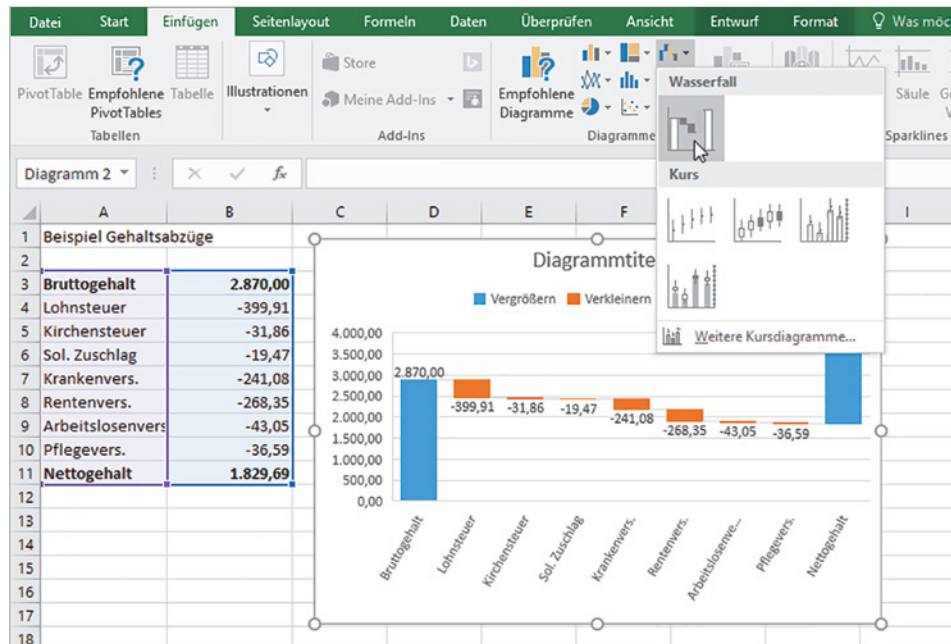 Datei Start Einfügen Seitenlayout Formeln Daten Überprüfen Ansicht Entwurf Format Was möc
PivotTable Empfohlene PivotTables Tabelle
Tabellen
Illustrationen
Store
Meine Add-Ins
Add-Ins
Empfohlene Diagramme
Diagramme
Säule
Sparklines
Wasserfall
Kurs
Weitere Kursdiagramme...
Diagramm 2 fx
A B C D E F I
1 Beispiel Gehaltsabzüge
2
3 Bruttogehalt 2.870,00
4 Lohnsteuer -399,91
5 Kirchensteuer -31,86
6 Sol. Zuschlag -19,47
7 Krankenvers. -241,08
8 Rentenvers. -268,35
9 Arbeitslosenvers -43,05
10 Pflegevers. -36,59
11 Nettogehalt 1.829,69
12
13
14
15
16
17
18
Diagrammtite
Vergrößern Verkleinern
4.000,00
3.500,00
3.000,00
2.500,00
2.000,00
1.500,00
1.000,00
500,00
0,00
2.870,00 -399,91 -31,86 -19,47 -241,08 -268,35 -43,05 -36,59
Bruttogehalt Lohnsteuer Kirchensteuer Sol. Zuschlag Krankenvers. Rentenvers. Arbeitslosenve... Pflegevers. Nettogehalt